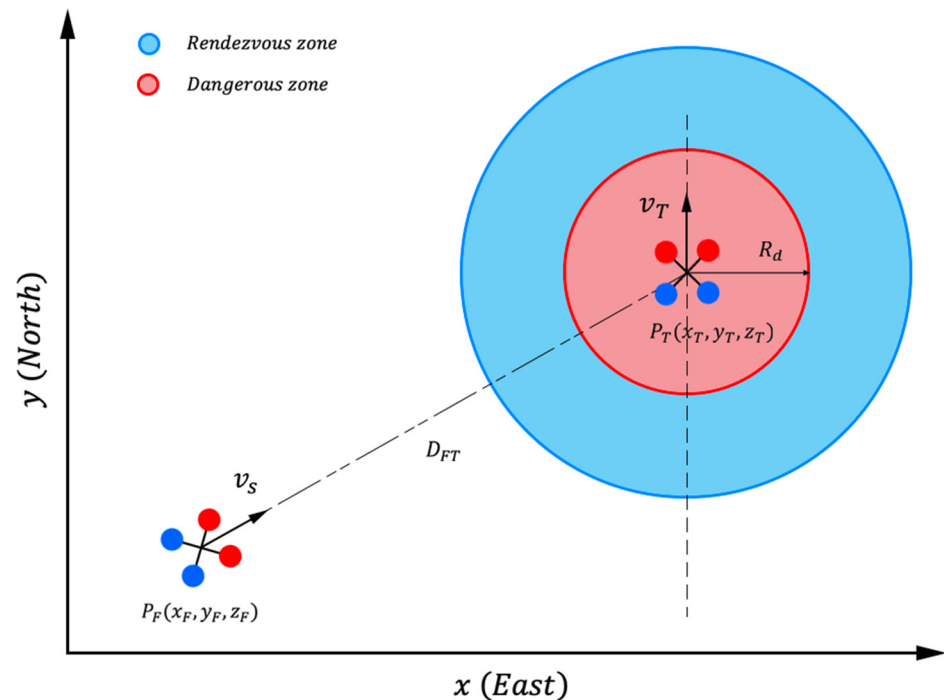 Rendezvous zone
Dangerous zone
v_T
R_d
P_T(x_T, y_T, z_T)
D_FT
v_s
P_F(x_F, y_F, z_F)
y (North)
x (East)